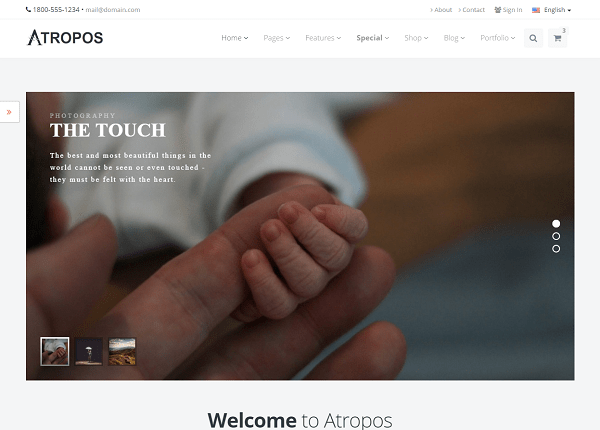 1800-555-1234 • mail@domain.com
About Contact Sign In English
ATROPOS
Home Pages Features Special Shop Blog Portfolio 3
PHOTOGRAPHY
THE TOUCH
The best and most beautiful things in the
world cannot be seen or even touched -
they must be felt with the heart.
Welcome to Atropos